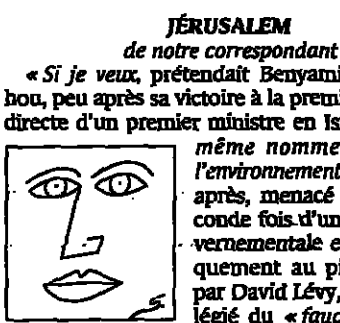 JÉRUSALEM
de notre correspondant
« Si je veux, prétendait Benyami
hou, peu après sa victoire à la premi
directe d'un premier ministre en Is
même nomme
l'environnement
après, menacé
conde fois d'un
vernementale e
quement au pi
par David Lévy,
légié du « fauc
S.